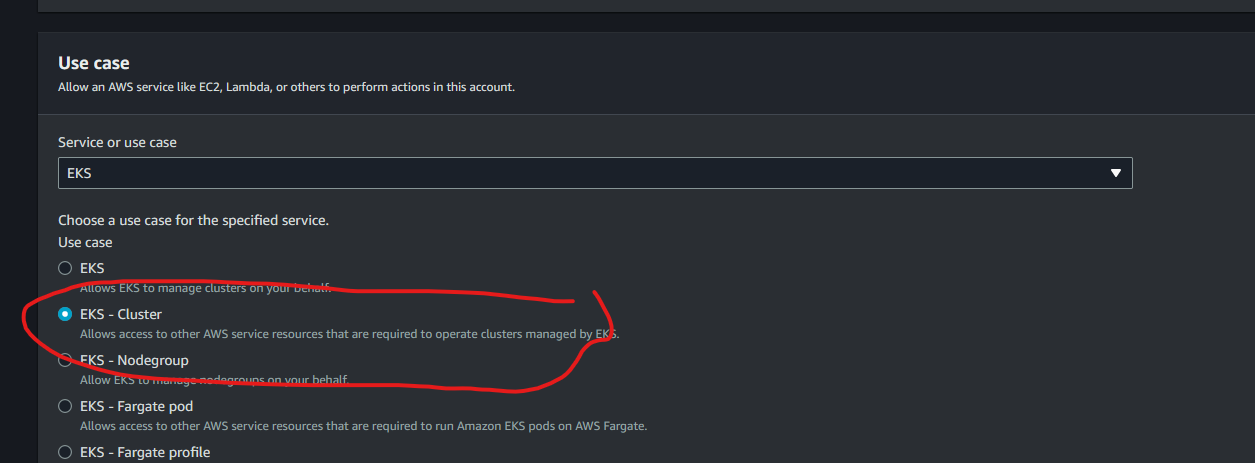 Use case
Allow an AWS service like EC2, Lambda, or others to perform actions in this account.
Service or use case
EKS
Choose a use case for the specified service.
Use case
EKS
Allows EKS to manage clusters on your behalf.
EKS - Cluster
Allows access to other AWS service resources that are required to operate clusters managed by EKS.
EKS - Nodegroup
Allow EKS to manage nodegroups on your behalf.
EKS - Fargate pod
Allows access to other AWS service resources that are required to run Amazon EKS pods on AWS Fargate.
EKS - Fargate profile